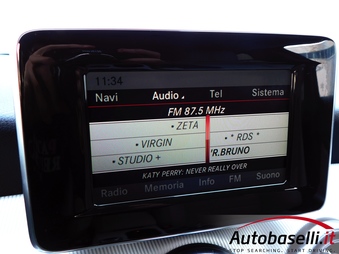 11:34
Navi Audio Tel Sistema
FM 87.5 MHz
• ZETA
• VIRGIN • * RDS *
• STUDIO + 'R.BRUNO
KATY PERRY: NEVER REALLY OVER
Radio Memoria Info FM Suono
Autobaselli.it
STOP SEARCHING. START DRIVING.